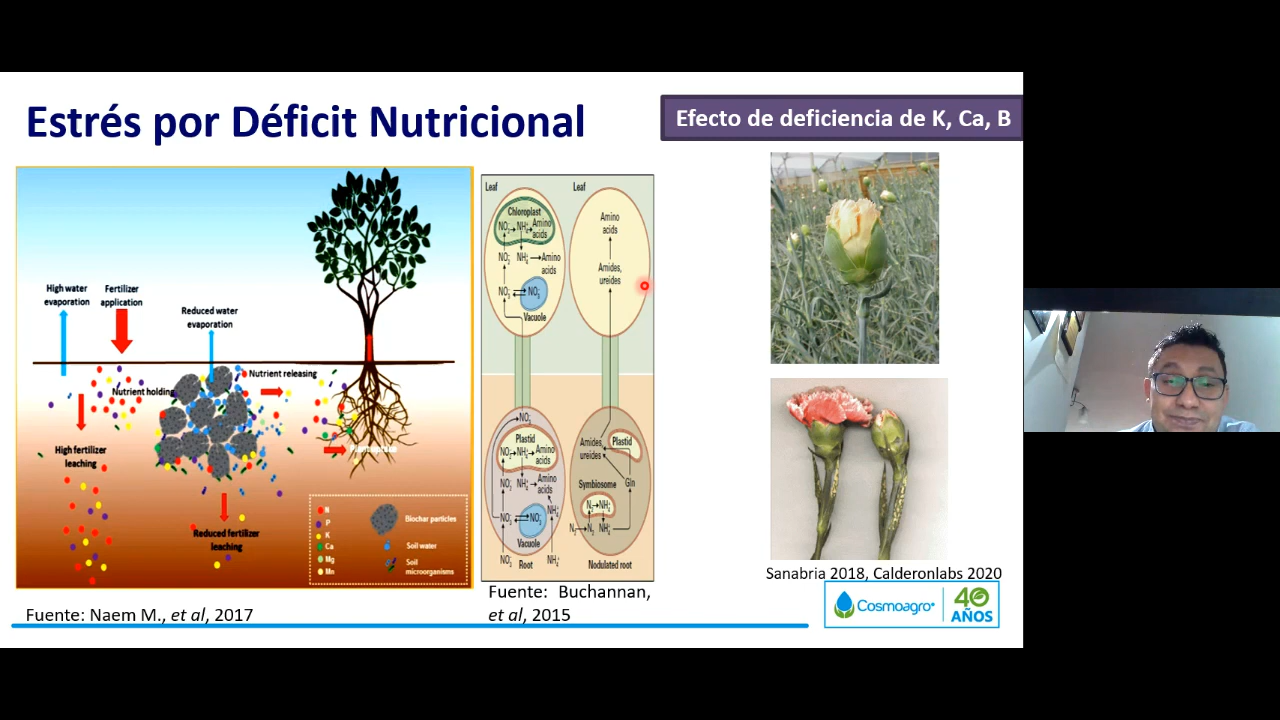 Estrés por Déficit Nutricional
Efecto de deficiencia de K, Ca, B
High water
evaporation
Fertilizer
application
Reduced water
evaporation
Nutrient holding
Nutrient releasing
High fertilizer
leaching
Reduced fertilizer
leaching
N
P
K
Ca
Mg
Mn
Biochar particles
Soil water
Soil
microorganisms
Fuente: Naem M., et al, 2017
Leaf
Leaf
Chloroplast
NO₂⁻ NH₄⁺ Amino
acids
NO₂⁻ NH₄⁺ Amino
acids
NO₃⁻ NO₃⁻
Vacuole
Amino
acids
Amides,
ureides
NO₃⁻
Plastid
NO₂⁻ NH₄⁺ Amino
acids
NO₂⁻ NH₄⁺ Amino
acids
NH₄⁺
NO₃⁻ NO₃⁻
Vacuole
NO₃⁻ Root NH₄⁺
Amides,
ureides
Plastid
Symbiosome
Gln
N₂ NH₄⁺
N₂ N₂ NH₄⁺
Nodulated root
Fuente: Buchannan,
et al, 2015
Sanabria 2018, Calderonlabs 2020
Cosmoagro
40
AÑOS